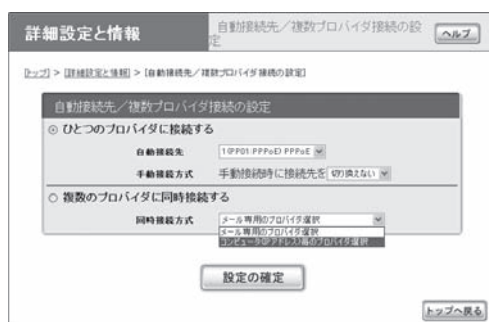 詳細設定と情報
自動接続先／複数プロバイダ接続の設
定
ヘルプ
[トップ] > [詳細設定と情報] > [自動接続先／複数プロバイダ接続の設定]
自動接続先／複数プロバイダ接続の設定
ひとつのプロバイダに接続する
自動接続先
1(PP01:PPPoE) PPPoE
手動接続方式
手動接続時に接続先を 切り換えない
複数のプロバイダに同時接続する
同時接続方式
メール専用のプロバイダ選択
メール専用のプロバイダ選択
コンピュータ(IPアドレス)毎のプロバイダ選択
設定の確定
トップへ戻る